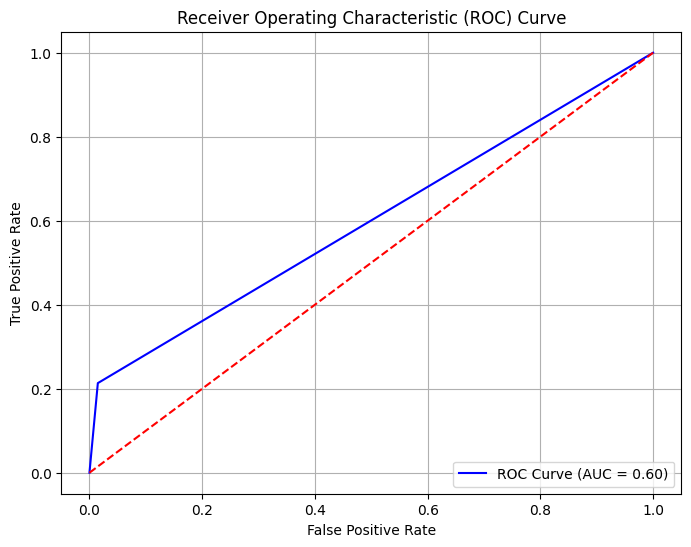 Receiver Operating Characteristic (ROC) Curve
1.0
0.8
0.6
0.4
0.2
0.0
True Positive Rate
ROC Curve (AUC = 0.60)
0.0 0.2 0.4 0.6 0.8 1.0
False Positive Rate